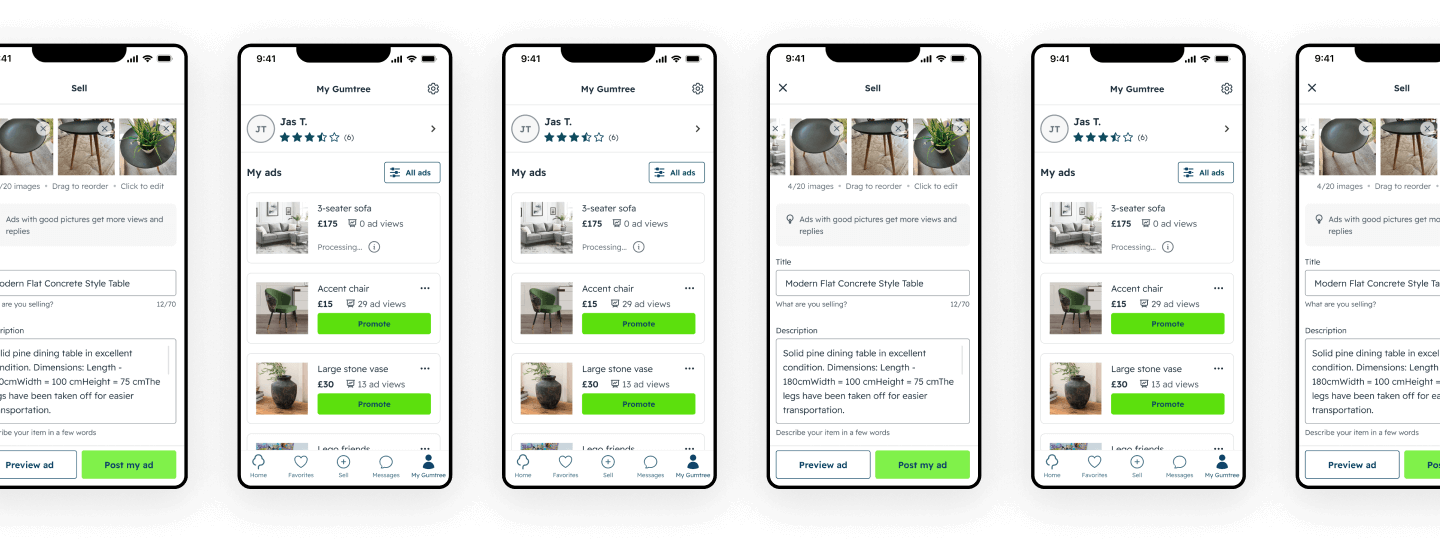 :41
Sell
/20 images • Drag to reorder • Click to edit
Ads with good pictures get more views and
replies
odern Flat Concrete Style Table
are you selling?
12/70
ription
lid pine dining table in excellent
ndition. Dimensions: Length -
0cmWidth = 100 cmHeight = 75 cmThe
gs have been taken off for easier
nsportation.
ribe your item in a few words
Preview ad
Post my ad
9:41
My Gumtree
JT
Jas T.
(6)
My ads
All ads
3-seater sofa
£175
0 ad views
Processing...
Accent chair
£15
29 ad views
Promote
Large stone vase
£30
13 ad views
Promote
Lego friends
Home
Favorites
Sell
Messages
My Gumtree
9:41
My Gumtree
JT
Jas T.
(6)
My ads
All ads
3-seater sofa
£175
0 ad views
Processing...
Accent chair
£15
29 ad views
Promote
Large stone vase
£30
13 ad views
Promote
Lego friends
Home
Favorites
Sell
Messages
My Gumtree
9:41
Sell
4/20 images • Drag to reorder • Click to edit
Ads with good pictures get more views and
replies
Title
Modern Flat Concrete Style Table
What are you selling?
12/70
Description
Solid pine dining table in excellent
condition. Dimensions: Length -
180cmWidth = 100 cmHeight = 75 cmThe
legs have been taken off for easier
transportation.
Describe your item in a few words
Preview ad
Post my ad
9:41
My Gumtree
JT
Jas T.
(6)
My ads
All ads
3-seater sofa
£175
0 ad views
Processing...
Accent chair
£15
29 ad views
Promote
Large stone vase
£30
13 ad views
Promote
Lego friends
Home
Favorites
Sell
Messages
My Gumtree
9:41
Sell
4/20 images • Drag to reorder •
Ads with good pictures get mo
replies
Title
Modern Flat Concrete Style Ta
What are you selling?
Description
Solid pine dining table in excel
condition. Dimensions: Length
180cmWidth = 100 cmHeight =
legs have been taken off for ea
transportation.
Describe your item in a few words
Preview ad
Pos